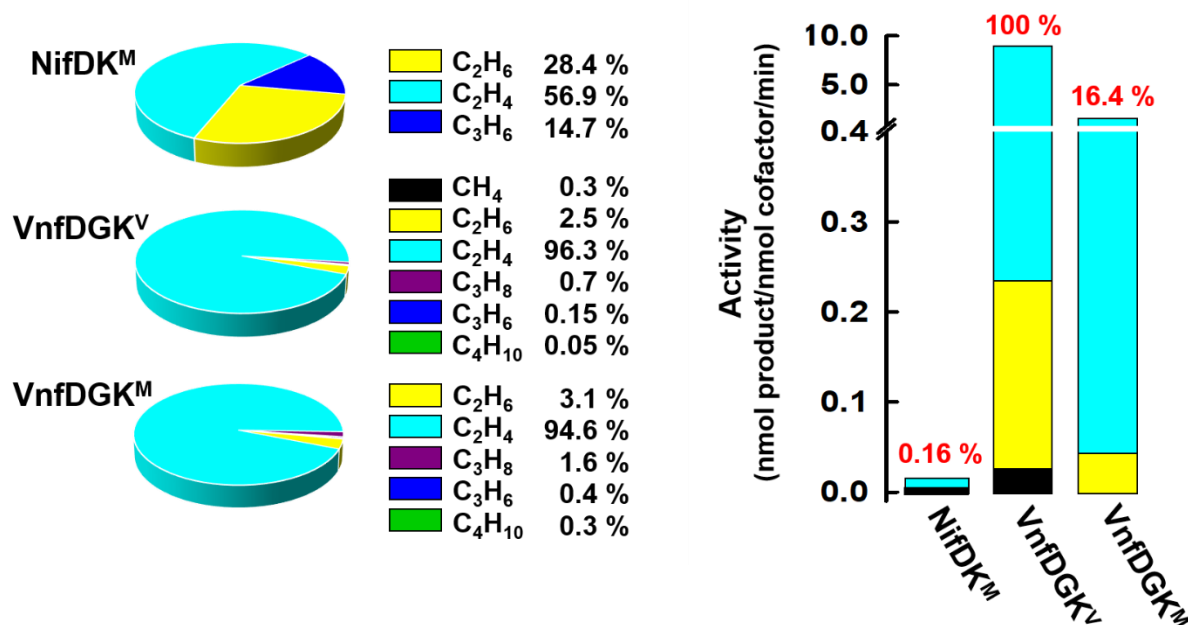 NifDKᴹ
C₂H₆ 28.4 %
C₂H₄ 56.9 %
C₃H₆ 14.7 %
VnfDGKⱽ
CH₄ 0.3 %
C₂H₆ 2.5 %
C₂H₄ 96.3 %
C₃H₈ 0.7 %
C₃H₆ 0.15 %
C₄H₁₀ 0.05 %
VnfDGKᴹ
C₂H₆ 3.1 %
C₂H₄ 94.6 %
C₃H₈ 1.6 %
C₃H₆ 0.4 %
C₄H₁₀ 0.3 %
Activity
(nmol product/nmol cofactor/min)
10.0
5.0
0.4
0.3
0.2
0.1
0.0
0.16 %
100 %
16.4 %
NifDKᴹ
VnfDGKⱽ
VnfDGKᴹ